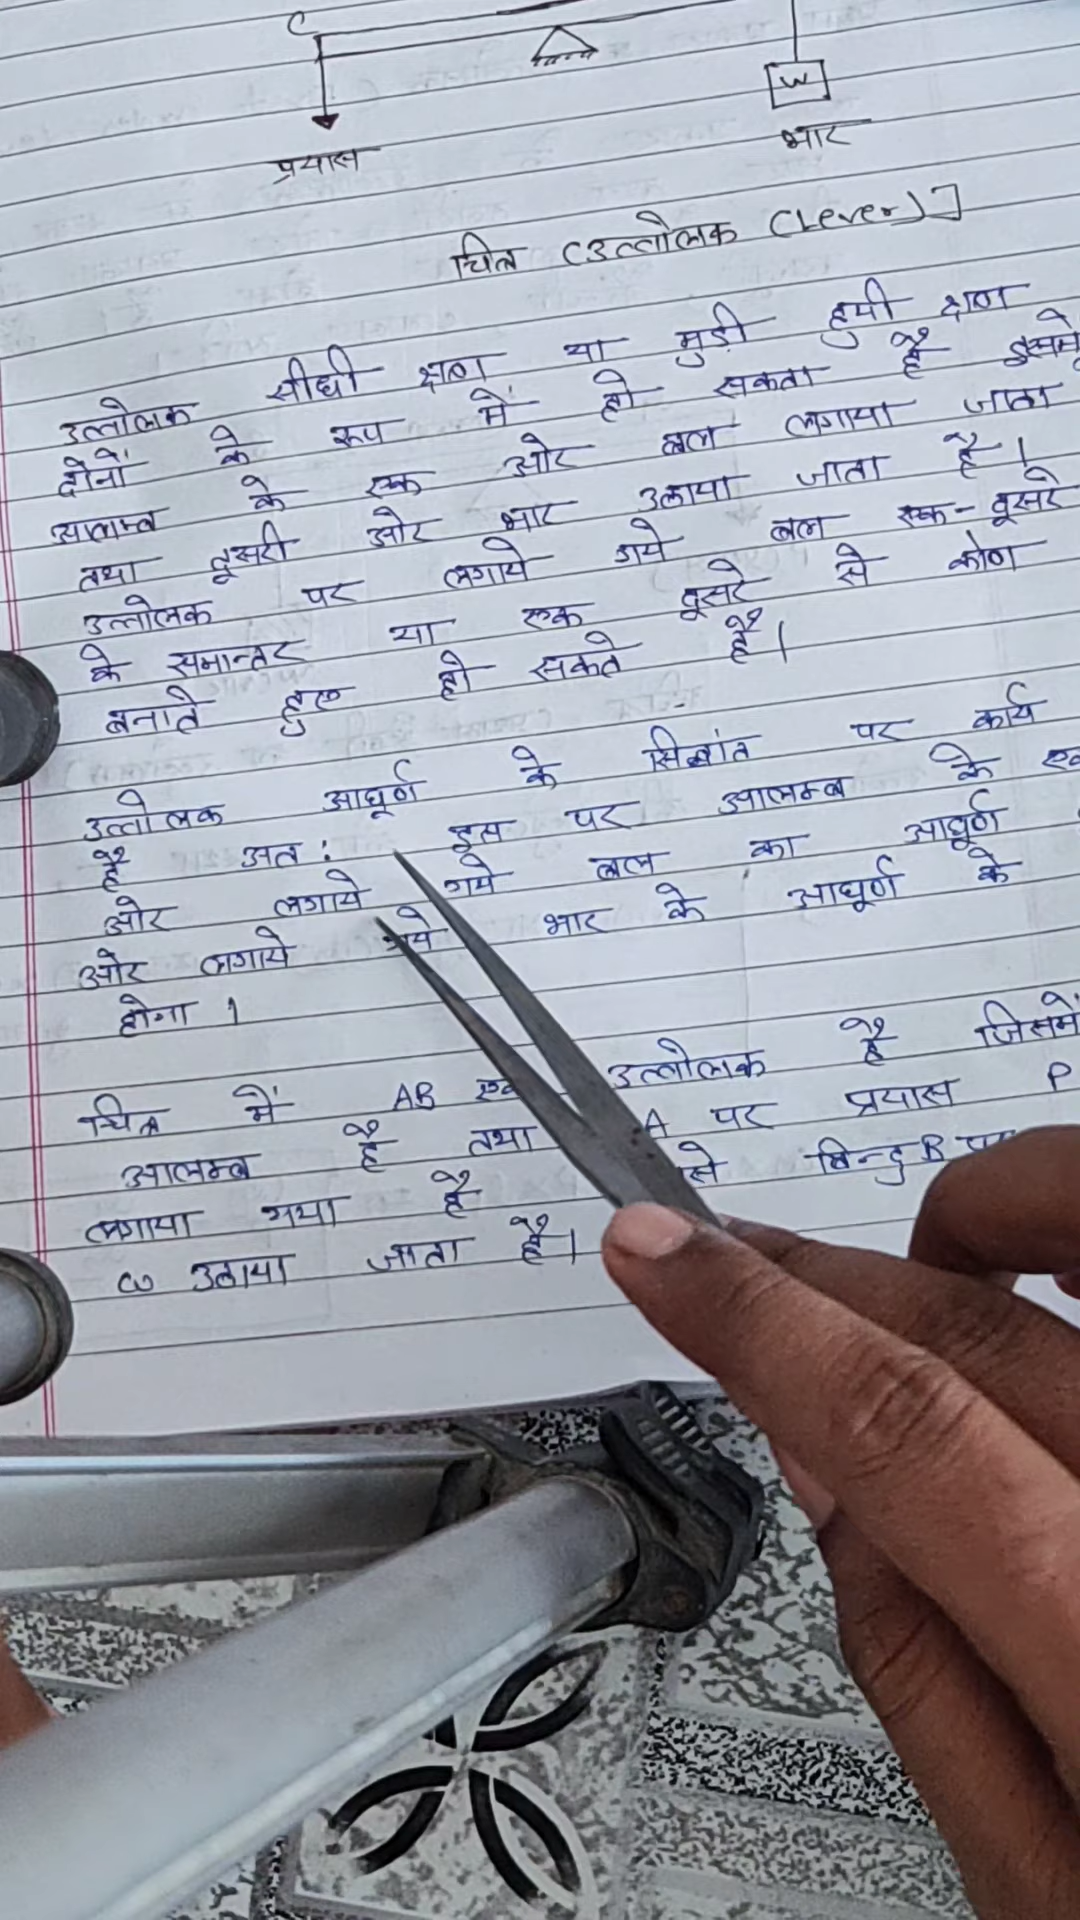 C
W
प्रयास
भार
चित्र (उत्तोलक (Lever)]
उत्तोलक सीधी क्षण या मुड़ी हुयी क्षण
दोनों के रूप में हो सकता है इसमे
आलम्ब के एक ओर बल लगाया जाता
तथा दूसरी ओर भार उठाया जाता है।
उत्तोलक पर लगाये गये बल एक-दूसरे
के समान्तर या एक दूसरे से कोण
बनाते हुए हो सकते है।
उत्तोलक आघूर्ण के सिद्धांत पर कार्य
है अत: इस पर आलम्ब के
ओर लगाये गये बल का आघूर्ण
ओर लगाये गये भार के आघूर्ण के
होगा ।
चित्र में AB उत्तोलक है जिसमें
आलम्ब है तथा A पर प्रयास P
लगाया गया है से बिन्दु B
ω उठाया जाता है।